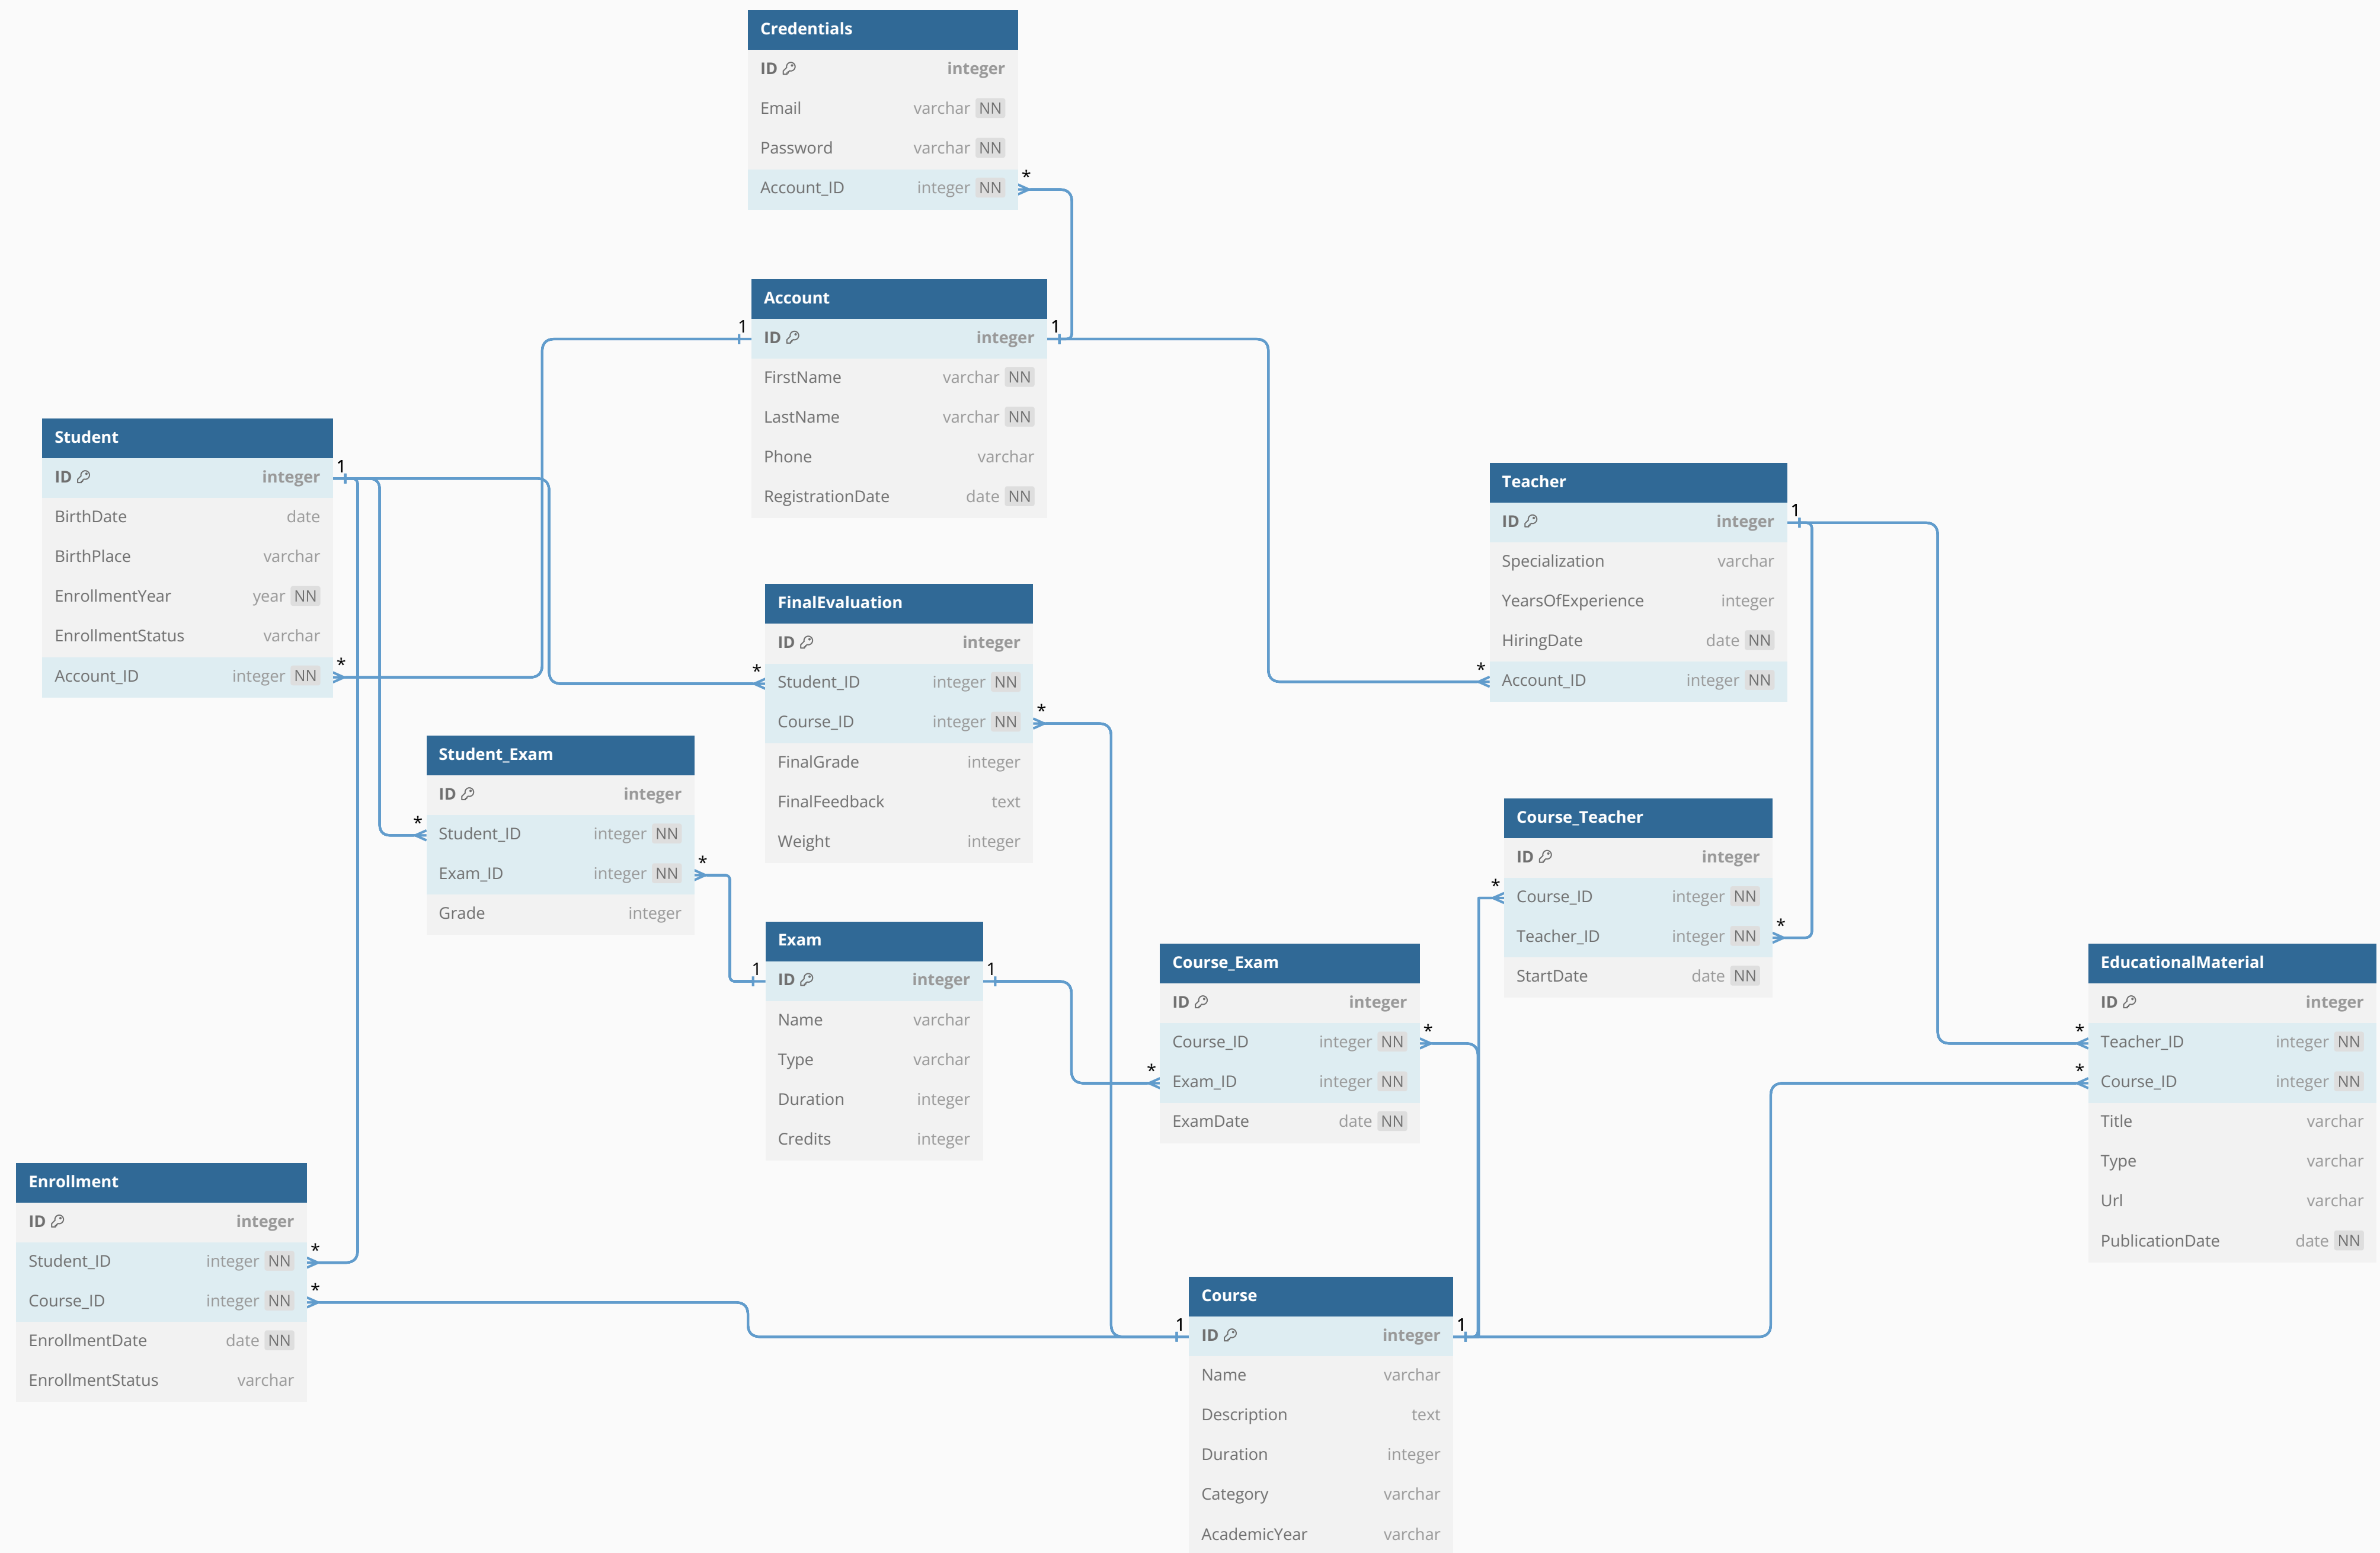 Credentials
ID integer
Email varchar NN
Password varchar NN
Account_ID integer NN
*
Account
1 ID integer 1
FirstName varchar NN
LastName varchar NN
Phone varchar
RegistrationDate date NN
Student
ID integer 1
BirthDate date
BirthPlace varchar
EnrollmentYear year NN
EnrollmentStatus varchar
Account_ID integer NN *
Teacher
ID integer 1
Specialization varchar
YearsOfExperience integer
HiringDate date NN
* Account_ID integer NN
FinalEvaluation
ID integer
* Student_ID integer NN
Course_ID integer NN *
FinalGrade integer
FinalFeedback text
Weight integer
Student_Exam
ID integer
* Student_ID integer NN
Exam_ID integer NN *
Grade integer
Course_Teacher
ID integer
* Course_ID integer NN
Teacher_ID integer NN *
StartDate date NN
Exam
1 ID integer 1
Name varchar
Type varchar
Duration integer
Credits integer
Course_Exam
ID integer
Course_ID integer NN *
* Exam_ID integer NN
ExamDate date NN
EducationalMaterial
ID integer
* Teacher_ID integer NN
* Course_ID integer NN
Title varchar
Type varchar
Url varchar
PublicationDate date NN
Enrollment
ID integer
Student_ID integer NN *
Course_ID integer NN *
EnrollmentDate date NN
EnrollmentStatus varchar
Course
1 ID integer 1
Name varchar
Description text
Duration integer
Category varchar
AcademicYear varchar